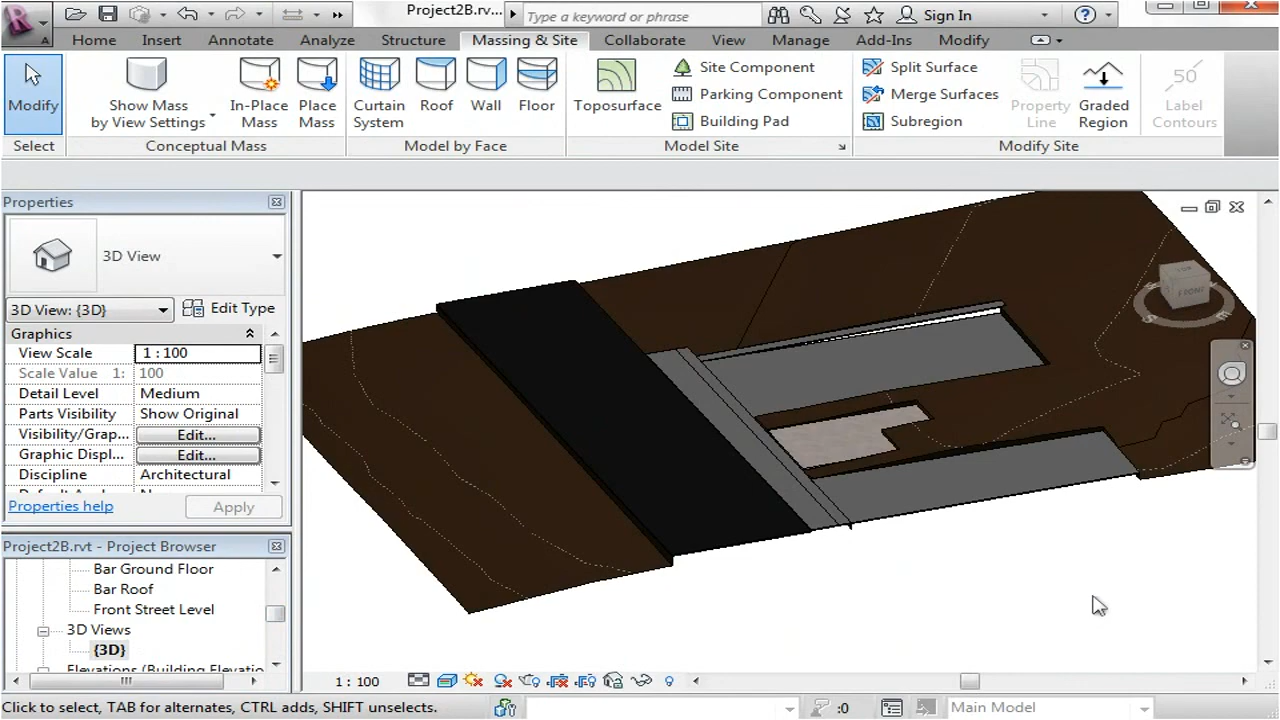 Project2B.rv...
Type a keyword or phrase
Sign In
Home Insert Annotate Analyze Structure Massing & Site Collaborate View Manage Add-Ins Modify
Modify
Show Mass
by View Settings
In-Place
Mass
Place
Mass
Curtain
System
Roof
Wall
Floor
Toposurface
Site Component
Parking Component
Building Pad
Split Surface
Merge Surfaces
Subregion
Property
Line
Graded
Region
50
Label
Contours
Select
Conceptual Mass
Model by Face
Model Site
Modify Site
Properties
3D View
3D View: {3D}
Edit Type
Graphics
View Scale 1 : 100
Scale Value 1: 100
Detail Level Medium
Parts Visibility Show Original
Visibility/Grap... Edit...
Graphic Displ... Edit...
Discipline Architectural
Properties help
Apply
Project2B.rvt - Project Browser
Bar Ground Floor
Bar Roof
Front Street Level
3D Views
{3D}
Elevations (Building Elevatio
FRONT
1 : 100
Click to select, TAB for alternates, CTRL adds, SHIFT unselects.
:0
Main Model